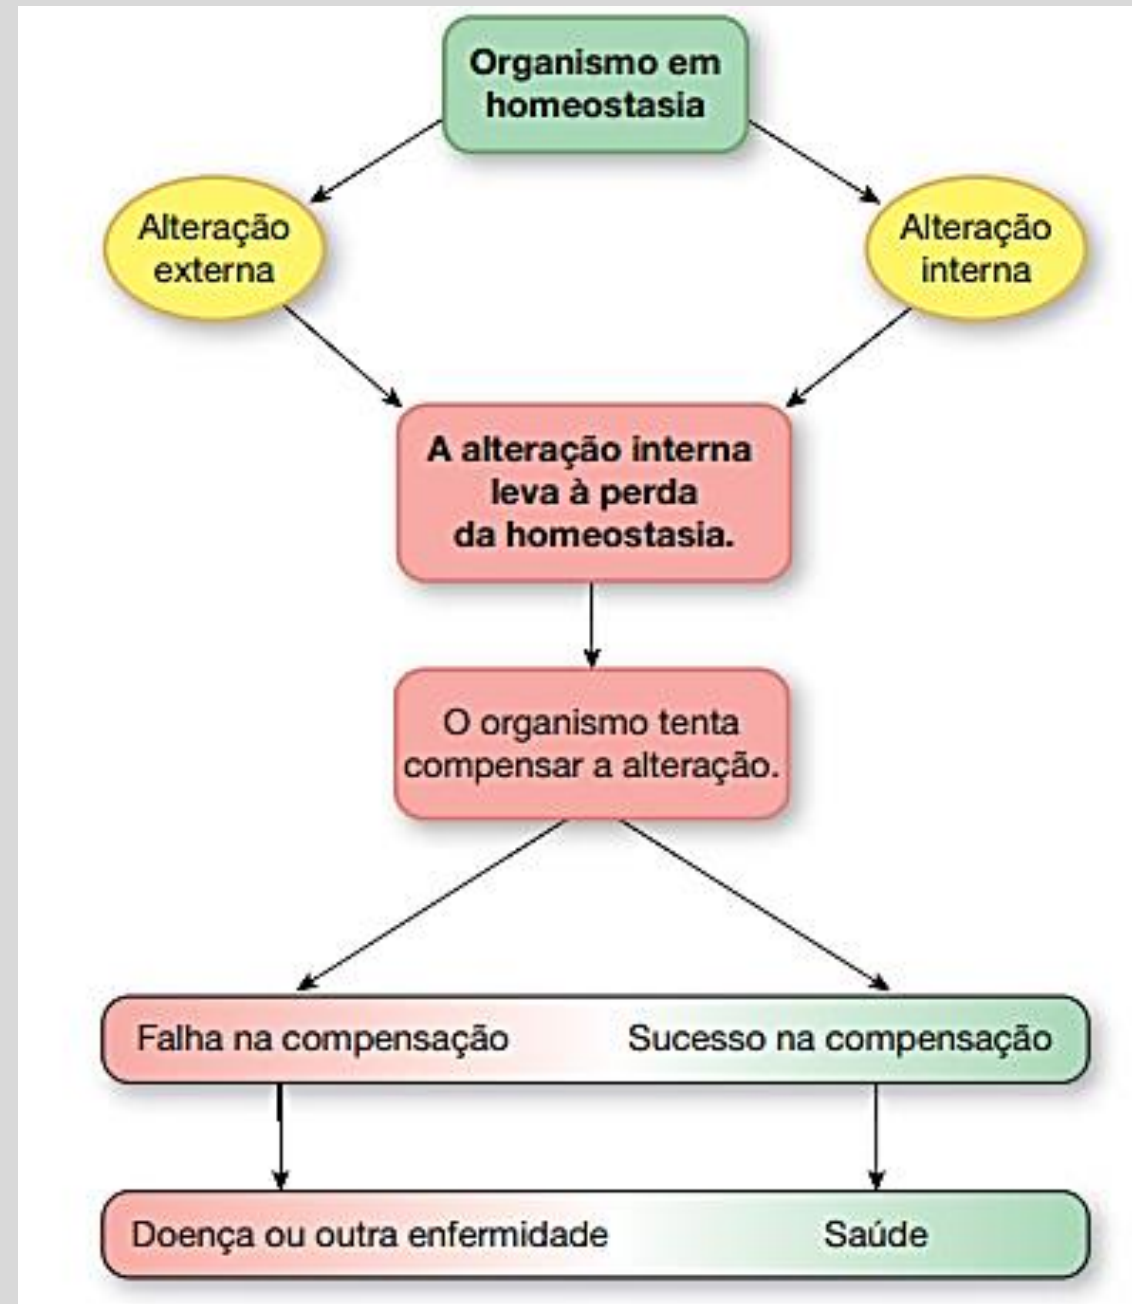 Organismo em
homeostasia
Alteração
externa
Alteração
interna
A alteração interna
leva à perda
da homeostasia.
O organismo tenta
compensar a alteração.
Falha na compensação
Sucesso na compensação
Doença ou outra enfermidade
Saúde